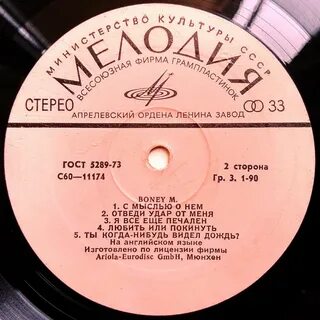 МИНИСТЕРСТВО КУЛЬТУРЫ СССР
МЕЛОДИЯ
ВСЕСОЮЗНАЯ ФИРМА ГРАМПЛАСТИНОК
СТЕРЕО
33
АПРЕЛЕВСКИЙ ОРДЕНА ЛЕНИНА ЗАВОД
ГОСТ 5289-73
2 сторона
С60—11174
Гр. 3. 1-90
BONEY M.
1. С МЫСЛЬЮ О НЕМ
2. ОТВЕДИ УДАР ОТ МЕНЯ
3. Я ВСЕ ЕЩЕ ПЕЧАЛЕН
4. ЛЮБИТЬ ИЛИ ПОКИНУТЬ
5. ТЫ КОГДА-НИБУДЬ ВИДЕЛ ДОЖДЬ?
На английском языке
Изготовлено по лицензии фирмы
Ariola-Eurodisc GmbH, Мюнхен